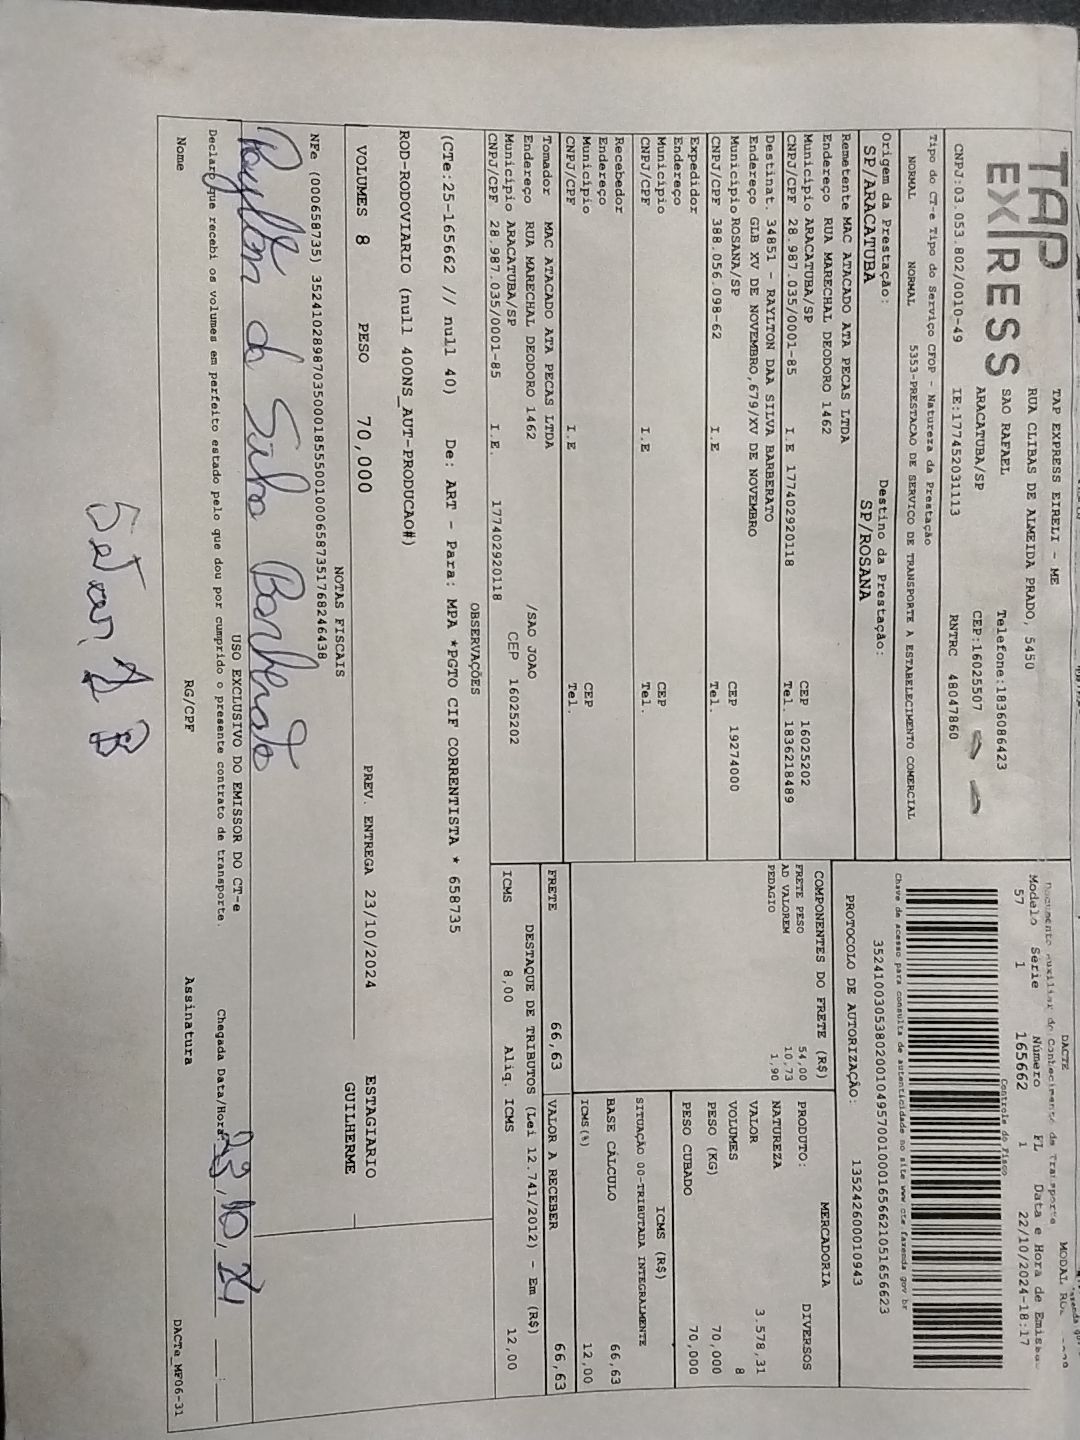 TAP EXPRESS
TAP EXPRESS EIRELI - ME
RUA CLIBAS DE ALMEIDA PRADO, 5450
SAO RAFAEL Telefone:1836086423
ARACATUBA/SP CEP:16025507
CNPJ:03.053.802/0010-49 IE:177452031113 RNTRC 48047860
DACTE
Documento Auxiliar de Conhecimento de Transporte
Modelo Série Número FL Data e Hora de
57 1 165662 1 22/10/2024-18:17
Controle do Fisco
Chave de acesso para consulta de autenticidade no site www cte fazenda gov br
35241003053802001049570010001656621051656623
PROTOCOLO DE AUTORIZAÇÃO: 135242600010943
Tipo do CT-e Tipo do Serviço CFOP - Natureza da Prestação
NORMAL NORMAL 5353-PRESTACAO DE SERVICO DE TRANSPORTE A ESTABELECIMENTO COMERCIAL
Origem da Prestação: Destino da Prestação:
SP/ARACATUBA SP/ROSANA
Remetente MAC ATACADO ATA PECAS LTDA
Endereço RUA MARECHAL DEODORO 1462
Município ARACATUBA/SP CEP 16025202
CNPJ/CPF 28.987.035/0001-85 I.E 177402920118 Tel. 1836218489
Destinat. 34851 - RAYLTON DAA SILVA BARBERATO
Endereço GLB XV DE NOVEMBRO,679/XV DE NOVEMBRO
Município ROSANA/SP CEP 19274000
CNPJ/CPF 388.056.098-62 I.E Tel.
Expedidor
Endereço
Município CEP
CNPJ/CPF I.E Tel.
Recebedor
Endereço
Município CEP
CNPJ/CPF I.E Tel.
Tomador MAC ATACADO ATA PECAS LTDA
Endereço RUA MARECHAL DEODORO 1462 /SAO JOAO
Município ARACATUBA/SP CEP 16025202
CNPJ/CPF 28.987.035/0001-85 I.E. 177402920118
COMPONENTES DO FRETE (R$)
FRETE PESO 54,00
AD VALOREM 10,73
PEDAGIO 1,90
MERCADORIA
PRODUTO: DIVERSOS
NATUREZA
VALOR 3.578,31
VOLUMES 8
PESO (KG) 70,000
PESO CUBADO 70,000
ICMS (R$)
SITUAÇÃO 00-TRIBUTADA INTEGRALMENTE
BASE CÁLCULO 66,63
ICMS(%) 12,00
FRETE 66,63 VALOR A RECEBER 66,63
DESTAQUE DE TRIBUTOS (Lei 12.741/2012) - Em (R$)
ICMS 8,00 Aliq. ICMS 12,00
OBSERVAÇÕES
(CTe:25-165662 // null 40) De: ART - Para: MPA *PGTO CIF CORRENTISTA * 658735
ROD-RODOVIARIO (null 400NS_AUT-PRODUCAO#)
VOLUMES 8 PESO 70,000 PREV. ENTREGA 23/10/2024 ESTAGIARIO
GUILHERME
NOTAS FISCAIS
NFe (000658735) 35241028987035000185550010006587351768246438
Raylton da Silva Barberato
USO EXCLUSIVO DO EMISSOR DO CT-e
Declaro que recebi os volumes em perfeito estado pelo que dou por cumprido o presente contrato de transporte. Chegada Data/Hora: 23/10/24
Nome RG/CPF Assinatura DACTe_MF06-31